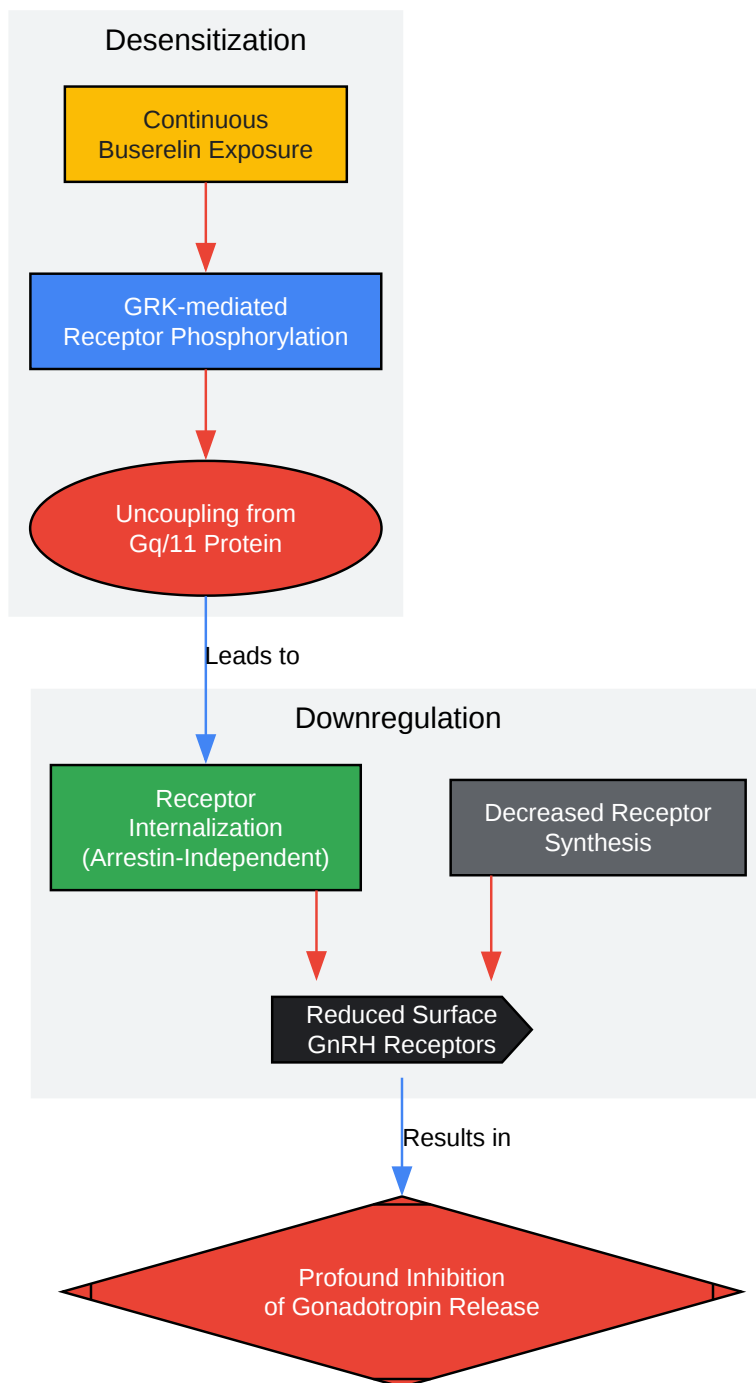 Desensitization
Continuous
Buserelin Exposure
GRK-mediated
Receptor Phosphorylation
Uncoupling from
Gq/11 Protein
Leads to
Downregulation
Receptor
Internalization
(Arrestin-Independent)
Decreased Receptor
Synthesis
Reduced Surface
GnRH Receptors
Results in
Profound Inhibition
of Gonadotropin Release